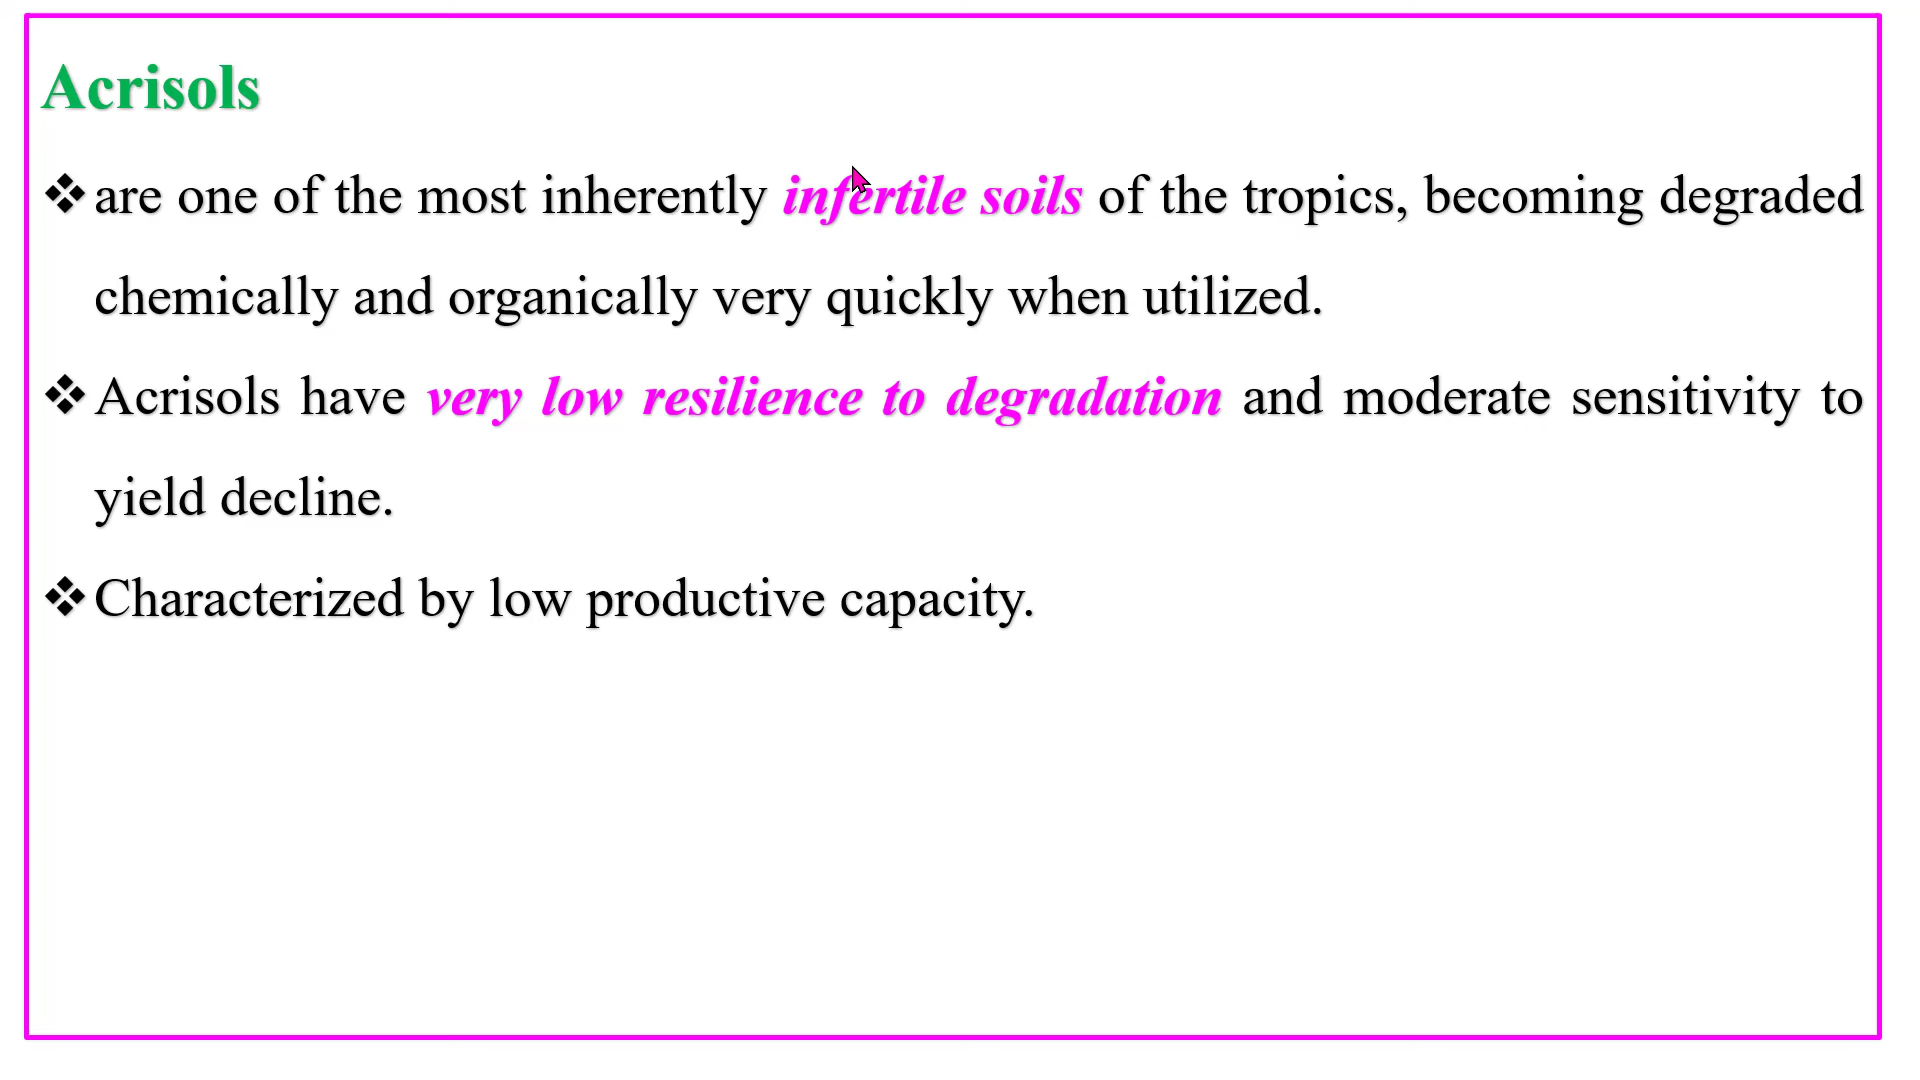 Acrisols
❖ are one of the most inherently infertile soils of the tropics, becoming degraded
chemically and organically very quickly when utilized.
❖ Acrisols have very low resilience to degradation and moderate sensitivity to
yield decline.
❖ Characterized by low productive capacity.